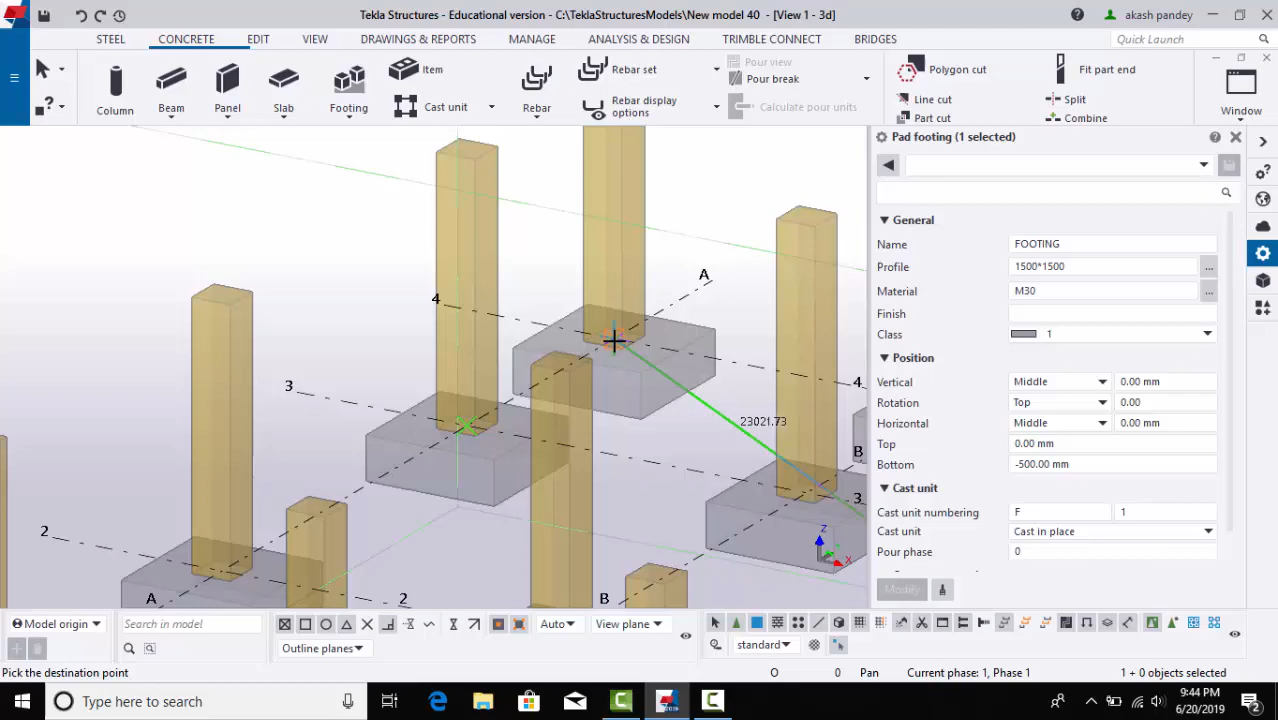 Tekla Structures - Educational version - C:\TeklaStructuresModels\New model 40 - [View 1 - 3d]
akash pandey
STEEL CONCRETE EDIT VIEW DRAWINGS & REPORTS MANAGE ANALYSIS & DESIGN TRIMBLE CONNECT BRIDGES
Quick Launch
Column
Beam
Panel
Slab
Footing
Item
Cast unit
Rebar
Rebar set
Rebar display options
Pour view
Pour break
Calculate pour units
Polygon cut
Line cut
Part cut
Fit part end
Split
Combine
Window
Pad footing (1 selected)
General
Name FOOTING
Profile 1500*1500 ...
Material M30 ...
Finish
Class 1
Position
Vertical Middle 0.00 mm
Rotation Top 0.00
Horizontal Middle 0.00 mm
Top 0.00 mm
Bottom -500.00 mm
Cast unit
Cast unit numbering F 1
Cast unit Cast in place
Pour phase 0
Modify
A
4
3
4
23021.73
B
3
2
A
2
B
Z
X
Model origin
Search in model
Auto
View plane
Outline planes
standard
Pick the destination point
O 0 Pan Current phase: 1, Phase 1 1 + 0 objects selected
Type here to search
9:44 PM
6/20/2019
2